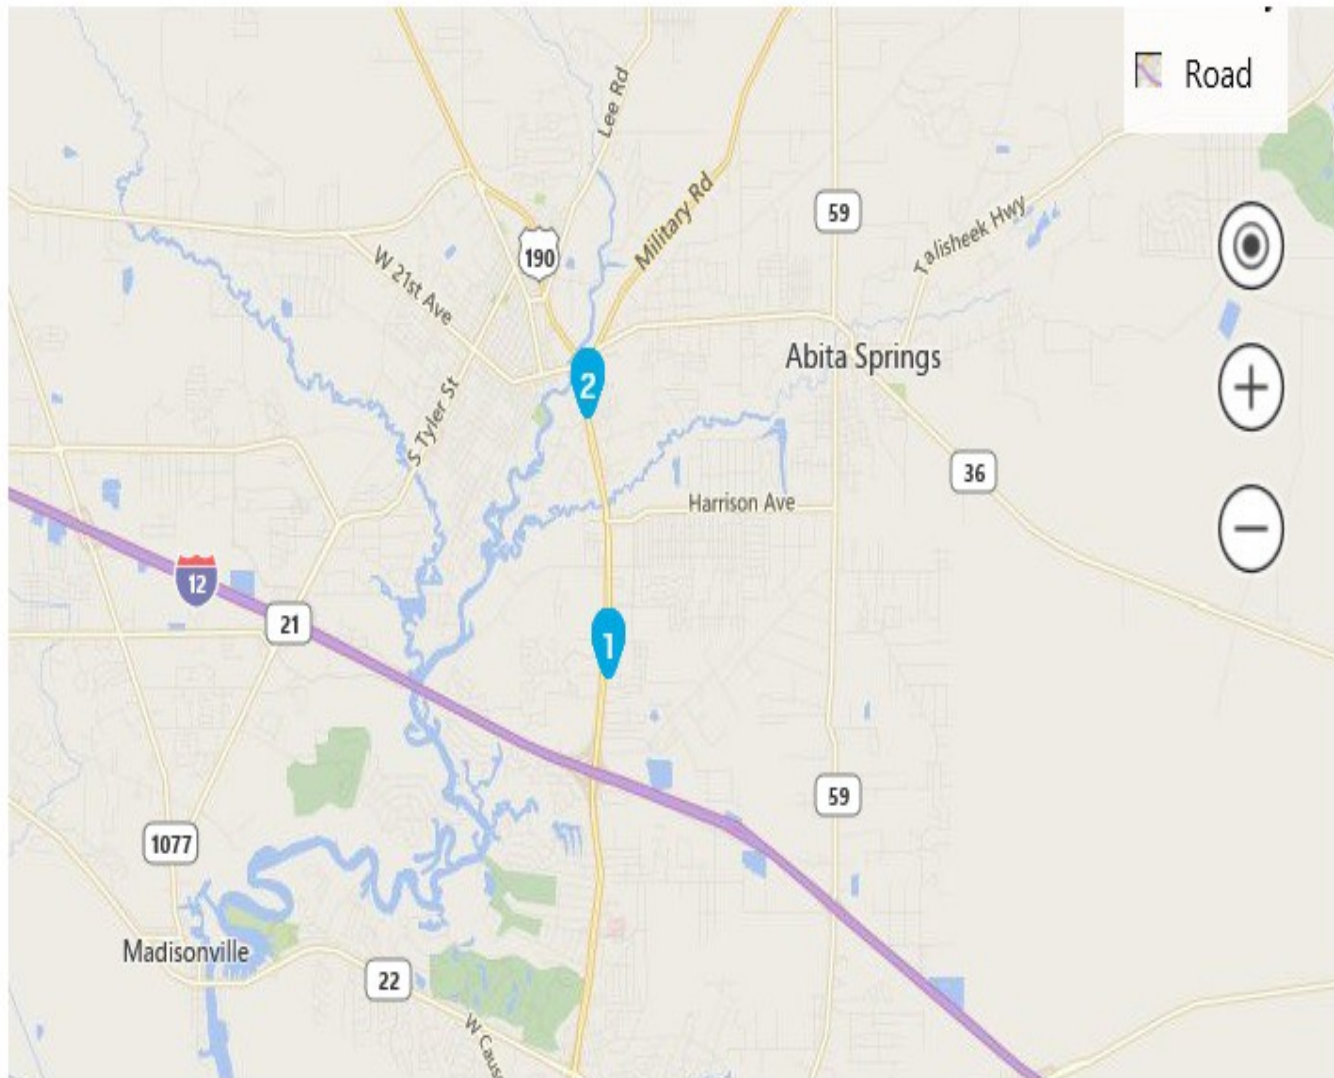 Road
Lee Rd
Military Rd
59
Talisheek Hwy
190
W 21st Ave
Abita Springs
2
S Tyler St
36
Harrison Ave
12
21
1
59
1077
Madisonville
22